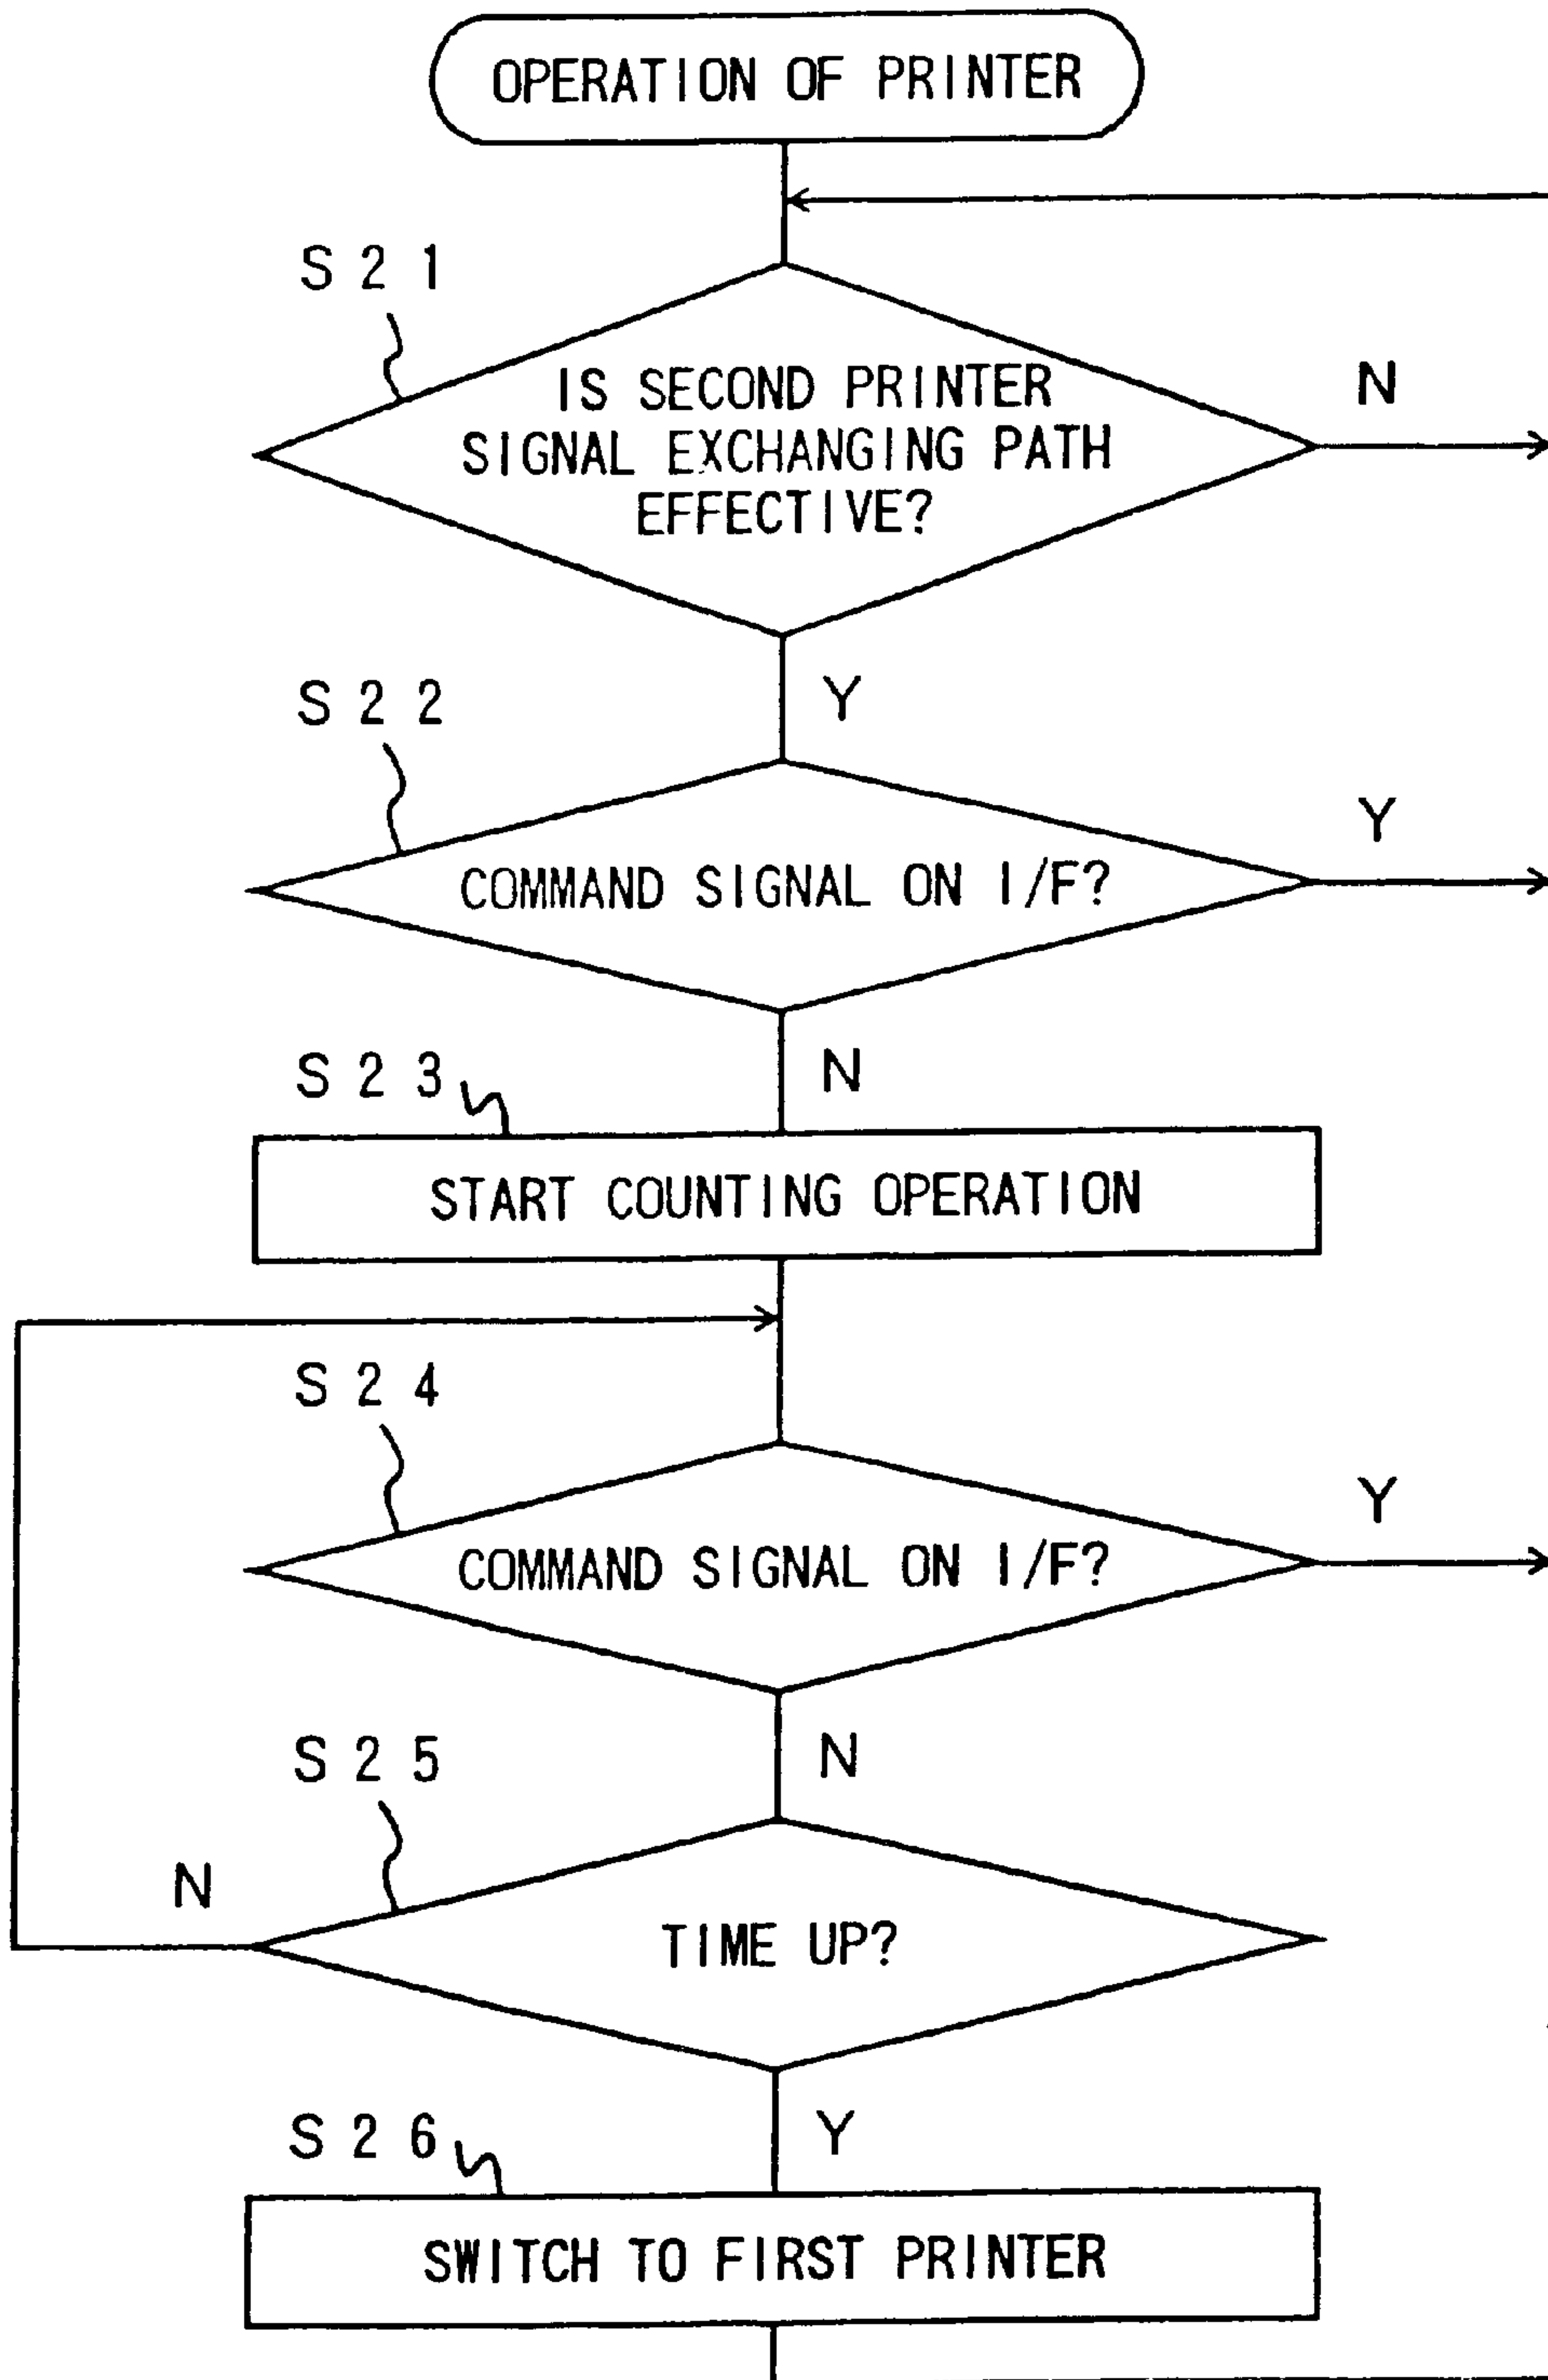 OPERATION OF PRINTER
S21
IS SECOND PRINTER
SIGNAL EXCHANGING PATH
EFFECTIVE?
N
Y
S22
COMMAND SIGNAL ON I/F?
Y
N
S23
START COUNTING OPERATION
S24
COMMAND SIGNAL ON I/F?
Y
N
S25
TIME UP?
N
Y
S26
SWITCH TO FIRST PRINTER